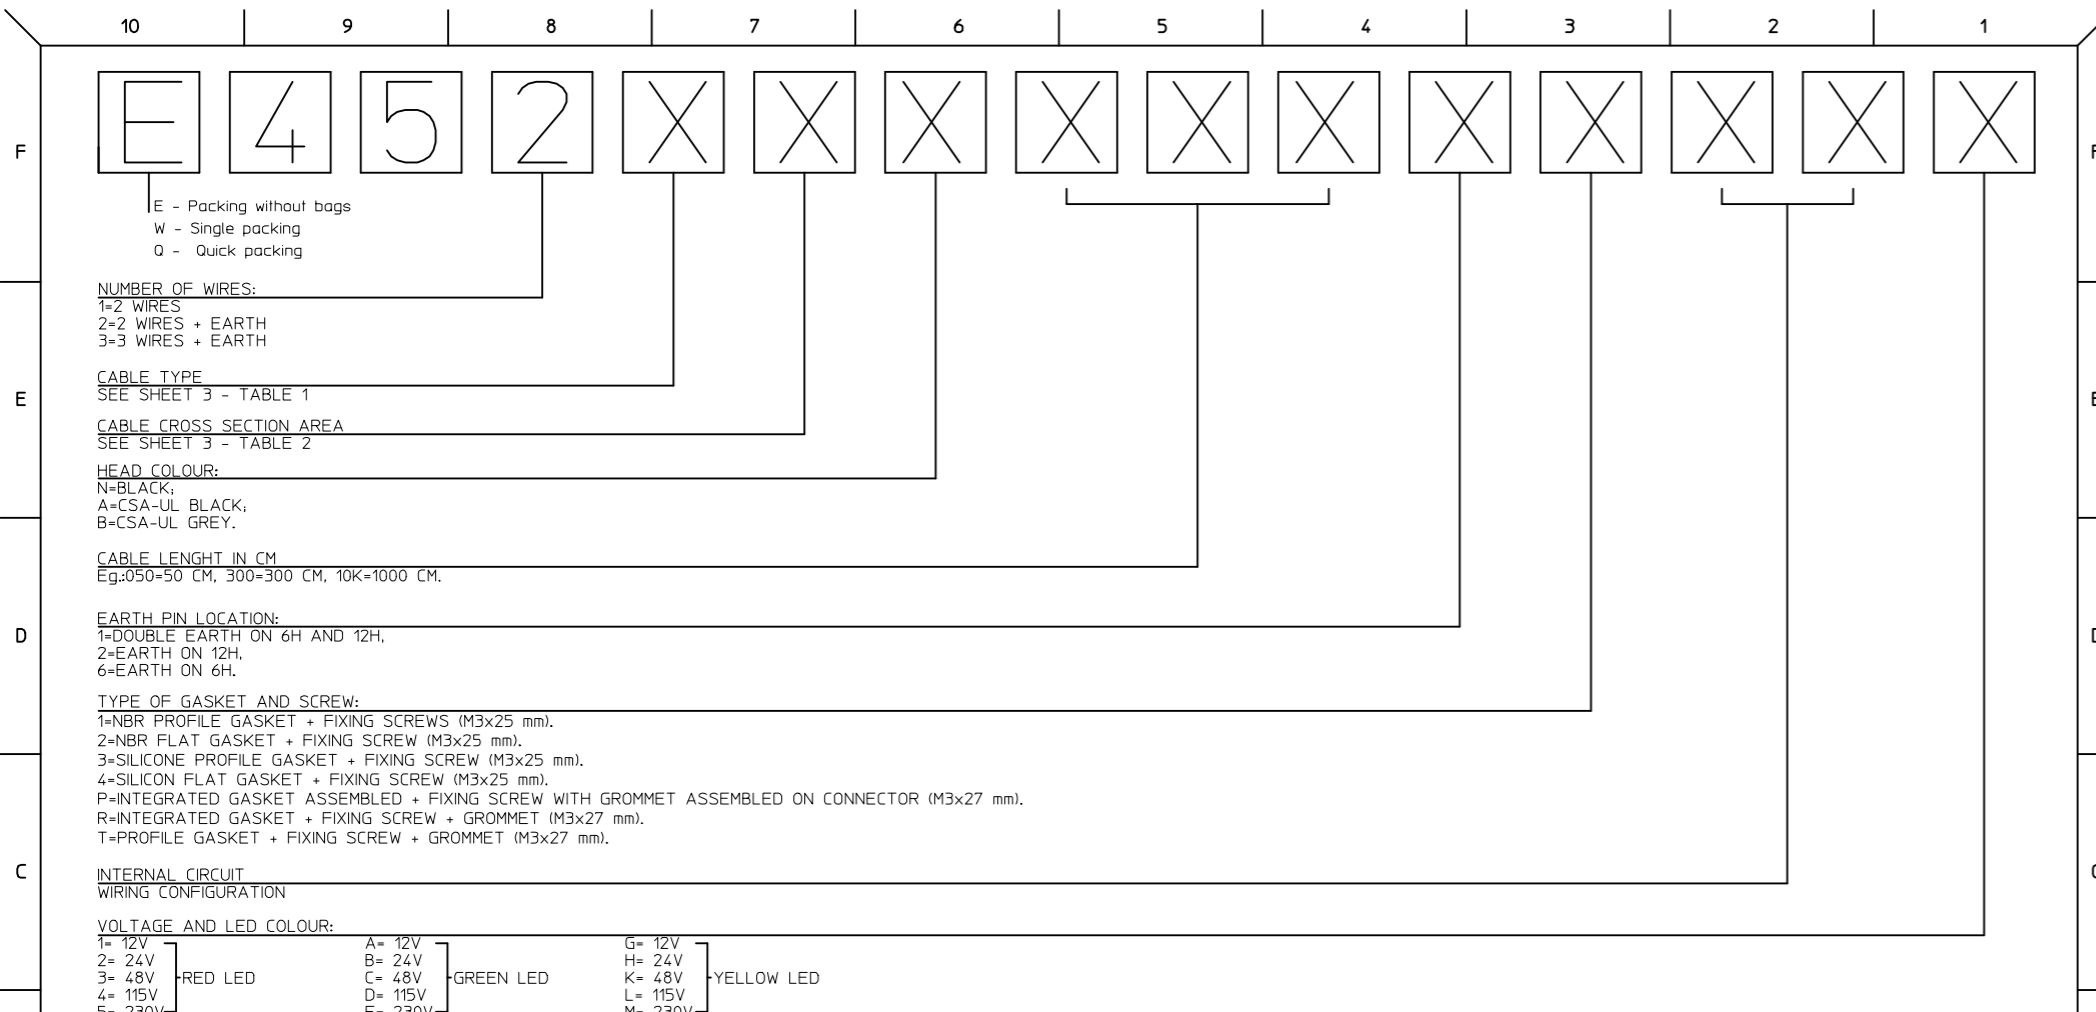 10 9 8 7 6 5 4 3 2 1
E 4 5 2 X X X X X X X X X X X
F F
E - Packing without bags
W - Single packing
Q - Quick packing
NUMBER OF WIRES:
1=2 WIRES
2=2 WIRES + EARTH
3=3 WIRES + EARTH
CABLE TYPE
SEE SHEET 3 - TABLE 1
E
CABLE CROSS SECTION AREA
SEE SHEET 3 - TABLE 2
HEAD COLOUR:
N=BLACK;
A=CSA-UL BLACK;
B=CSA-UL GREY.
CABLE LENGHT IN CM
Eg.:050=50 CM, 300=300 CM, 10K=1000 CM.
EARTH PIN LOCATION:
D
1=DOUBLE EARTH ON 6H AND 12H,
2=EARTH ON 12H,
6=EARTH ON 6H.
TYPE OF GASKET AND SCREW:
1=NBR PROFILE GASKET + FIXING SCREWS (M3x25 mm).
2=NBR FLAT GASKET + FIXING SCREW (M3x25 mm).
3=SILICONE PROFILE GASKET + FIXING SCREW (M3x25 mm).
4=SILICON FLAT GASKET + FIXING SCREW (M3x25 mm).
P=INTEGRATED GASKET ASSEMBLED + FIXING SCREW WITH GROMMET ASSEMBLED ON CONNECTOR (M3x27 mm).
R=INTEGRATED GASKET + FIXING SCREW + GROMMET (M3x27 mm).
T=PROFILE GASKET + FIXING SCREW + GROMMET (M3x27 mm).
C
INTERNAL CIRCUIT
WIRING CONFIGURATION
VOLTAGE AND LED COLOUR:
1= 12V A= 12V G= 12V
2= 24V B= 24V H= 24V
3= 48V RED LED C= 48V GREEN LED K= 48V YELLOW LED
4= 115V D= 115V L= 115V
5= 230V E= 230V M= 230V